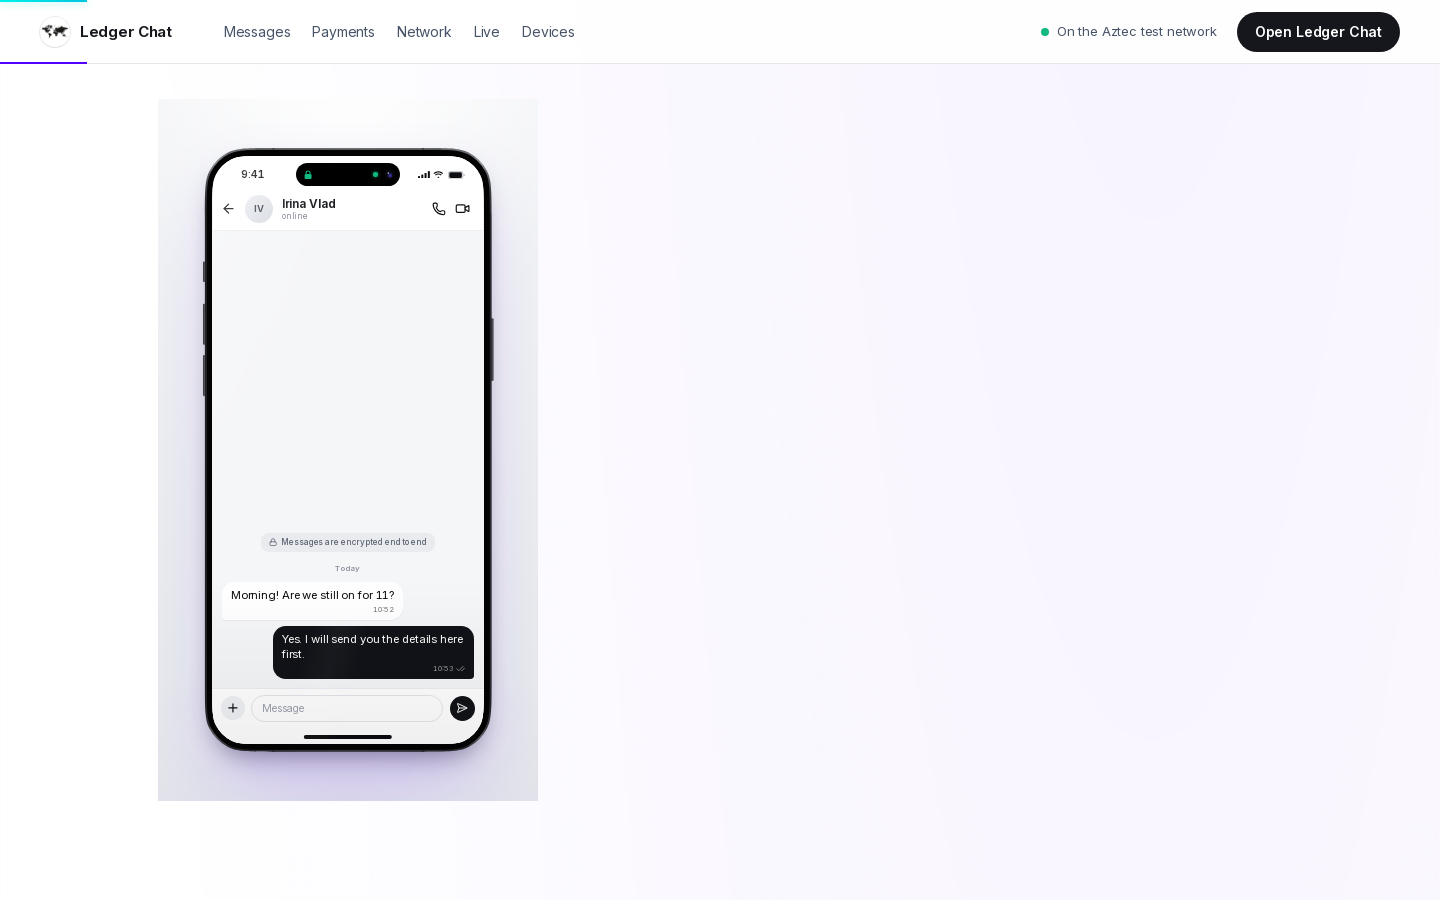 Ledger Chat
Messages
Payments
Network
Live
Devices
On the Aztec test network
Open Ledger Chat
9:41
IV
Irina Vlad
online
Messages are encrypted end to end
Today
Morning! Are we still on for 11?
10:52
Yes. I will send you the details here
first.
10:53
Message